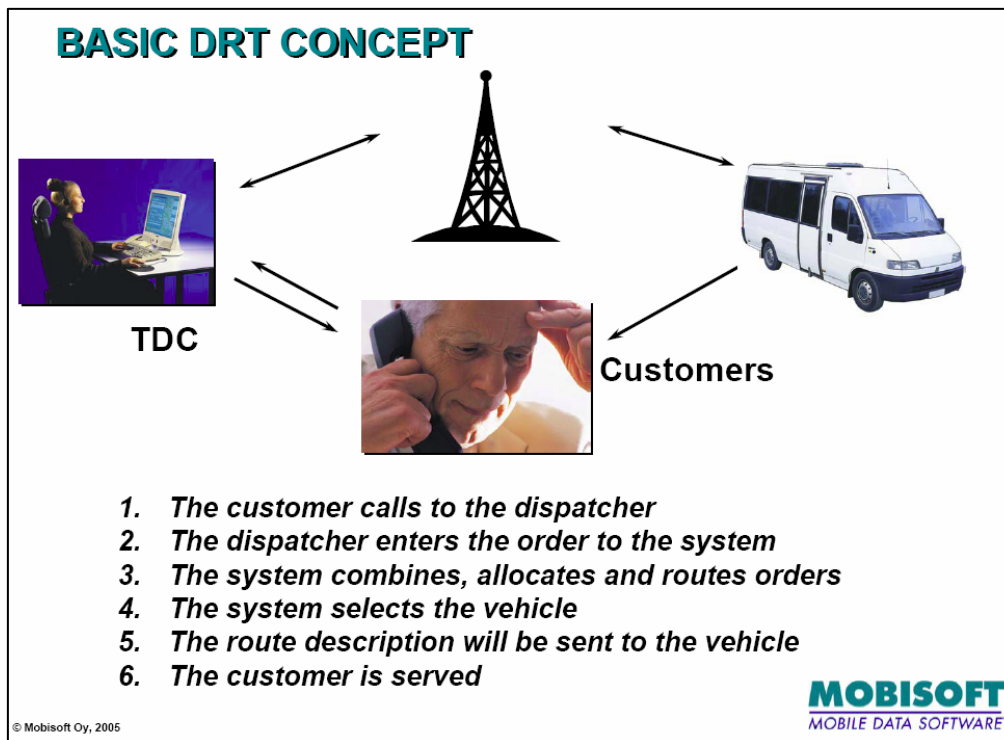 BASIC DRT CONCEPT
TDC
Customers
1. The customer calls to the dispatcher
2. The dispatcher enters the order to the system
3. The system combines, allocates and routes orders
4. The system selects the vehicle
5. The route description will be sent to the vehicle
6. The customer is served
MOBISOFT
MOBILE DATA SOFTWARE
© Mobisoft Oy, 2005